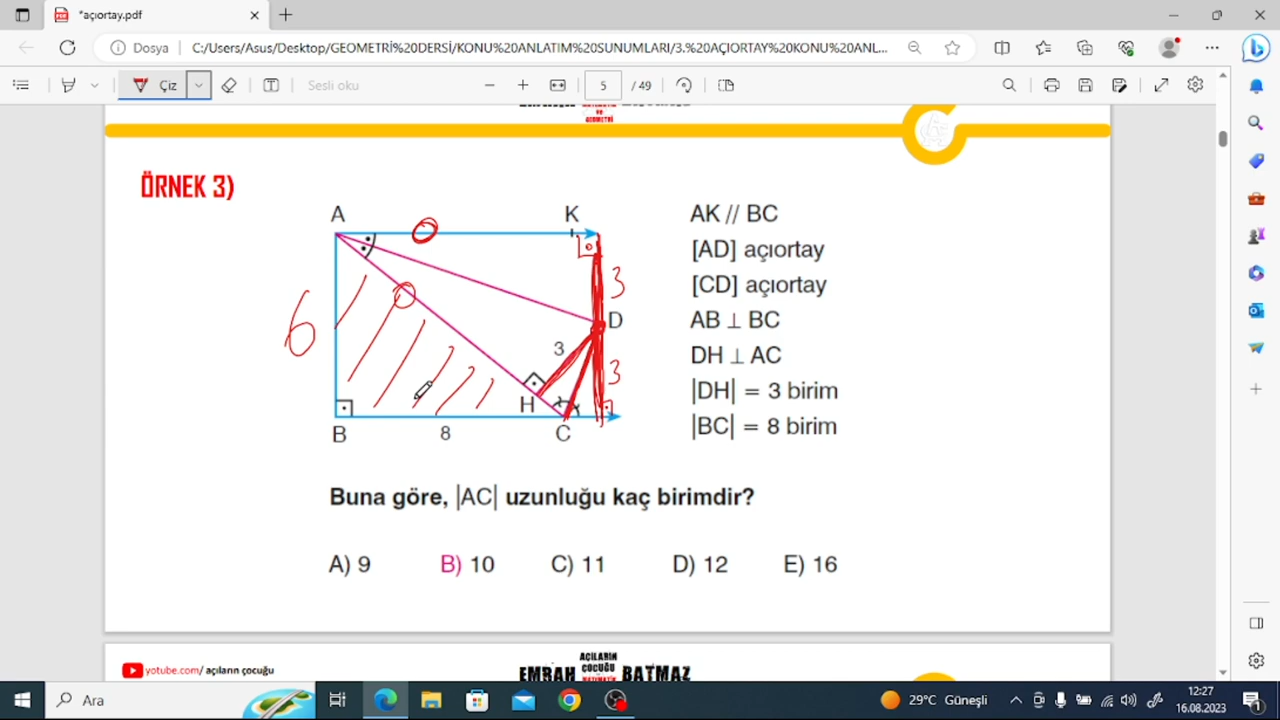 *açıortay.pdf
Dosya
C:/Users/Asus/Desktop/GEOMETRİ%20DERSİ/KONU%20ANLATIM%20SUNUMLARI/3.%20AÇIORTAY%20KONU%20ANL...
Çiz
Sesli oku
5 / 49
VE
GEOMETRİ
ÖRNEK 3)
A
K
AK // BC
[AD] açıortay
[CD] açıortay
AB ⊥ BC
DH ⊥ AC
|DH| = 3 birim
|BC| = 8 birim
3
D
6
3
3
H
B
8
C
Buna göre, |AC| uzunluğu kaç birimdir?
A) 9 B) 10 C) 11 D) 12 E) 16
yotube.com/ açıların çocuğu
AÇILARIN
EMRAH ÇOCUĞU BATMAZ
Ara
29°C Güneşli
12:27
16.08.2023